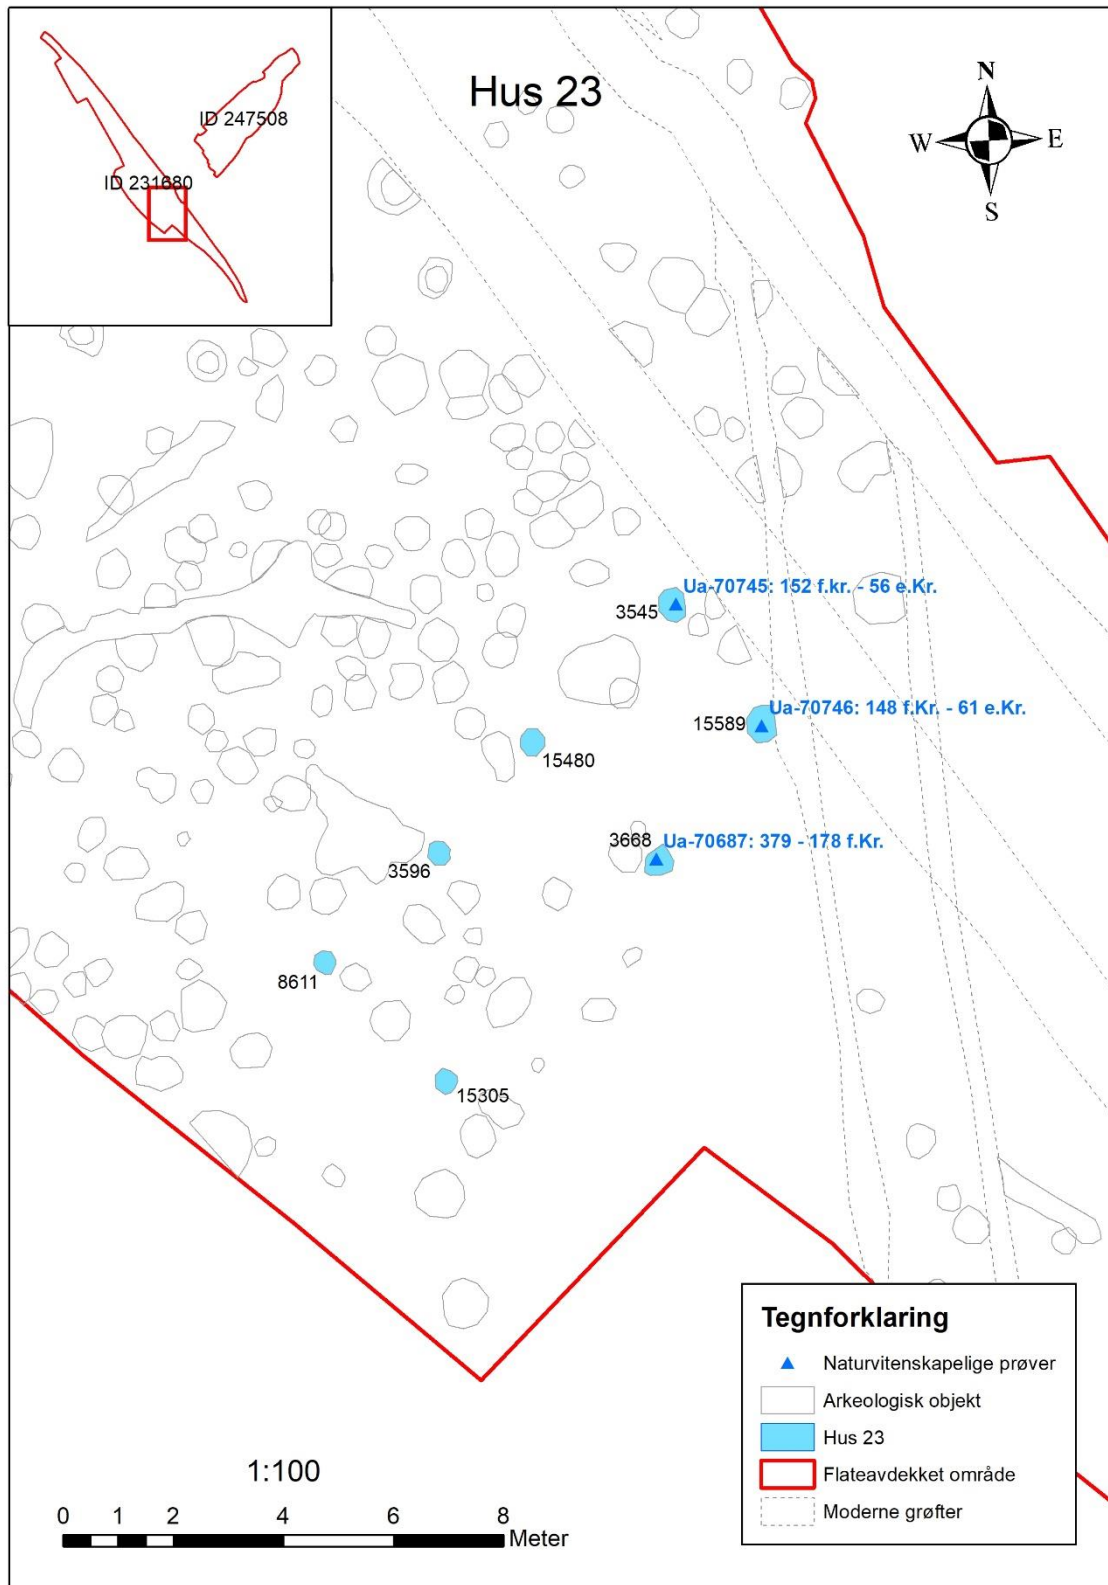 Hus 23
ID 247508
ID 231680
N
W
E
S
Ua-70745: 152 f.kr. - 56 e.Kr.
3545
Ua-70746: 148 f.Kr. - 61 e.Kr.
15589
15480
3668
Ua-70687: 379 - 178 f.Kr.
3596
8611
15305
Tegnforklaring
Naturvitenskapelige prøver
Arkeologisk objekt
Hus 23
Flateavdekket område
Moderne grøfter
1:100
0 1 2 4 6 8
Meter